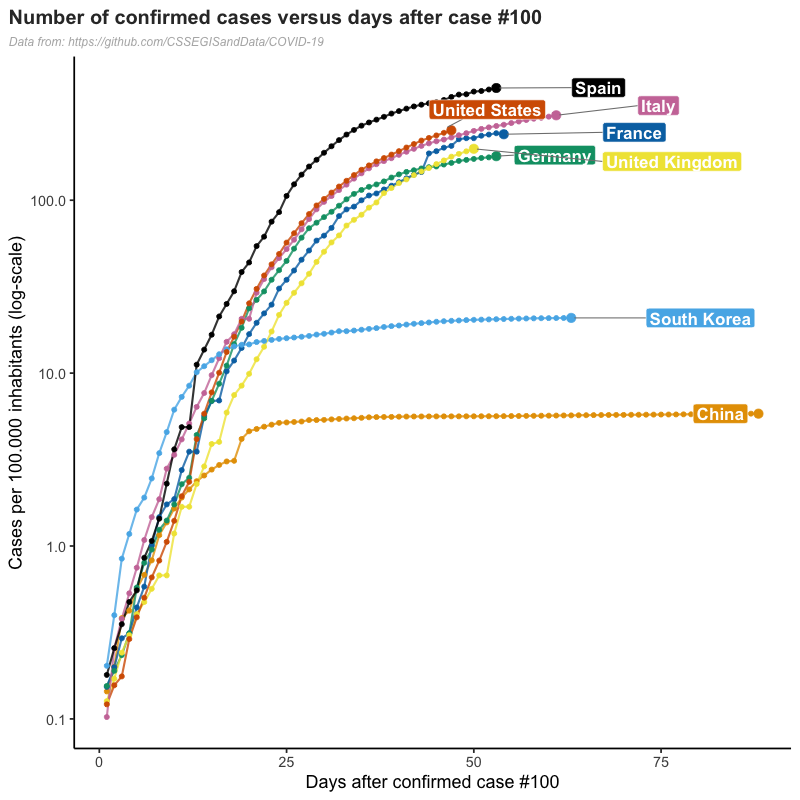 Number of confirmed cases versus days after case #100
Data from: https://github.com/CSSEGISandData/COVID-19
Spain
United States
Italy
France
Germany
United Kingdom
South Korea
China
Cases per 100.000 inhabitants (log-scale)
100.0
10.0
1.0
0.1
0
25
50
75
Days after confirmed case #100